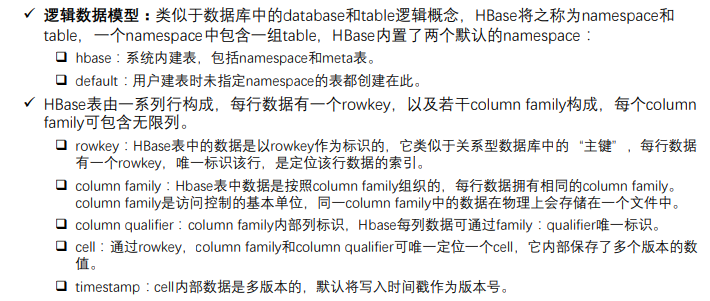 ✓ 逻辑数据模型：类似于数据库中的database和table逻辑概念，HBase将之称为namespace和
table，一个namespace中包含一组table，HBase内置了两个默认的namespace：
❑ hbase：系统内建表，包括namespace和meta表。
❑ default：用户建表时未指定namespace的表都创建在此。
✓ HBase表由一系列行构成，每行数据有一个rowkey，以及若干column family构成，每个column
family可包含无限列。
❑ rowkey：HBase表中的数据是以rowkey作为标识的，它类似于关系型数据库中的“主键”，每行数据
有一个rowkey，唯一标识该行，是定位该行数据的索引。
❑ column family：Hbase表中数据是按照column family组织的，每行数据拥有相同的column family。
column family是访问控制的基本单位，同一column family中的数据在物理上会存储在一个文件中。
❑ column qualifier：column family内部列标识，Hbase每列数据可通过family：qualifier唯一标识。
❑ cell：通过rowkey，column family和column qualifier可唯一定位一个cell，它内部保存了多个版本的数
值。
❑ timestamp：cell内部数据是多版本的，默认将写入时间戳作为版本号。